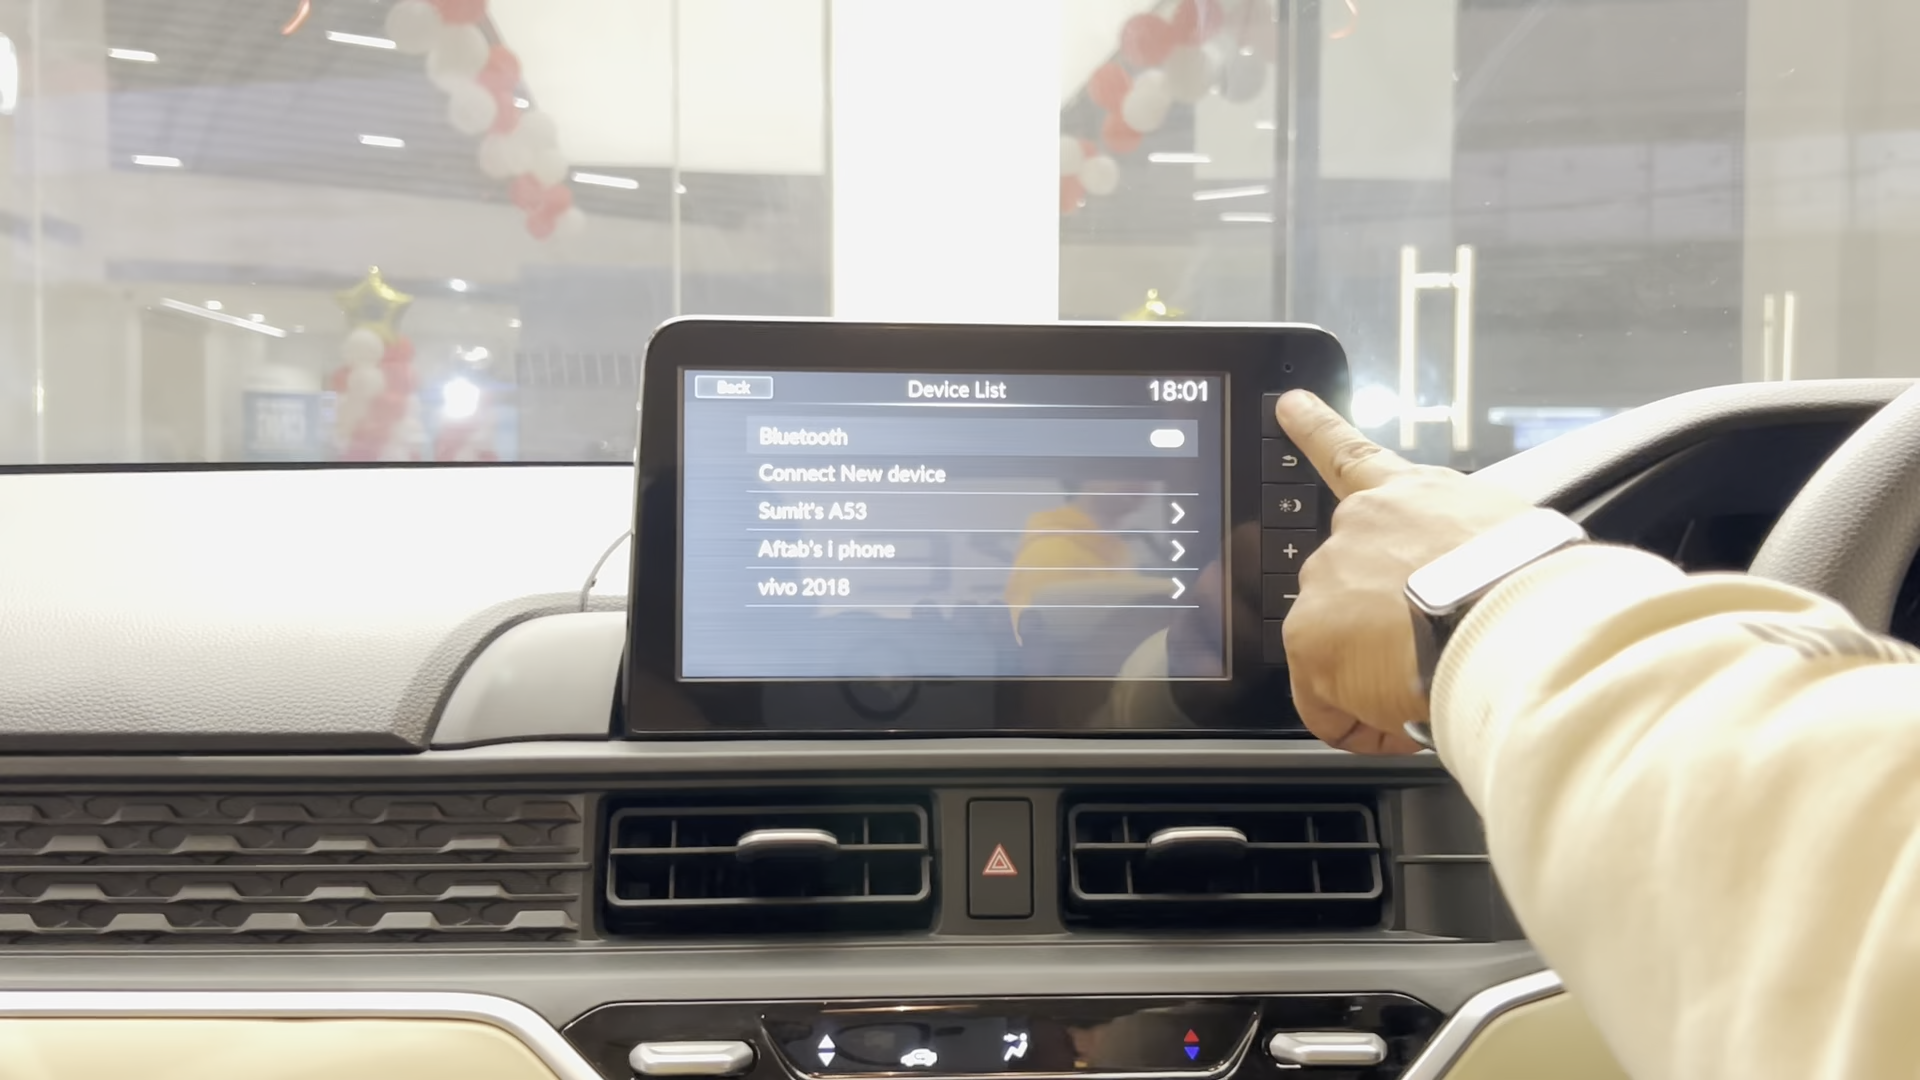 Back
Device List
18:01
Bluetooth
Connect New device
Sumit's A53
Aftab's i phone
vivo 2018